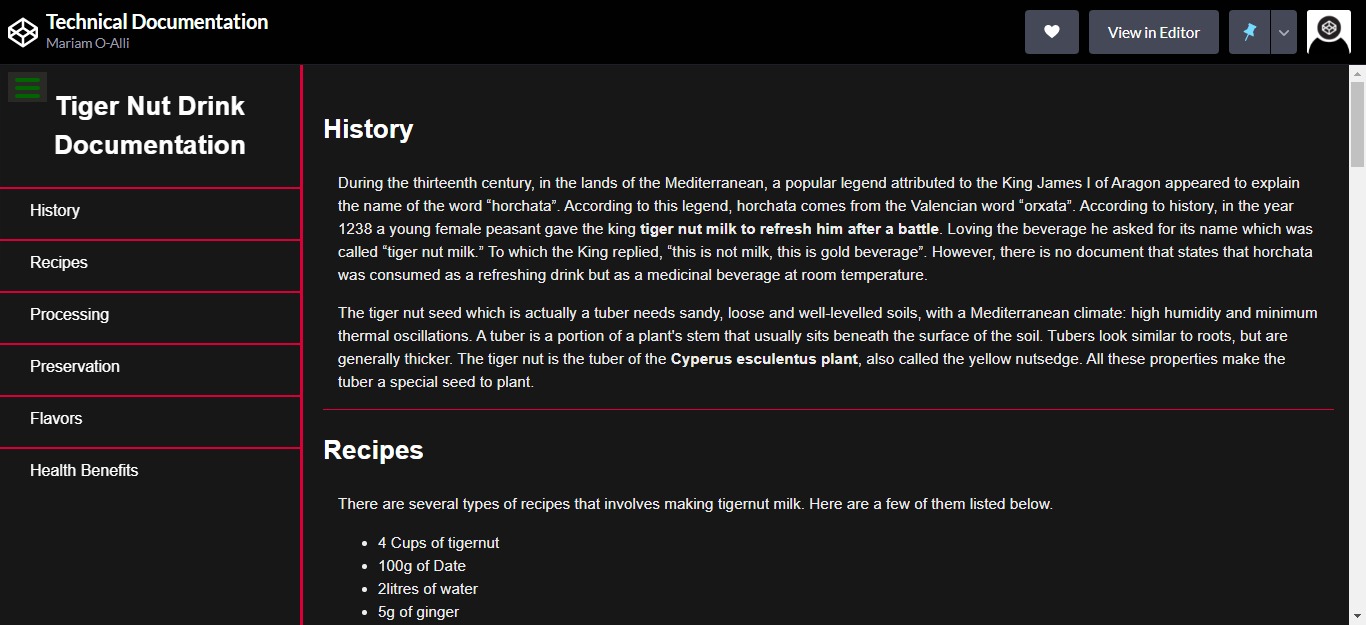 Technical Documentation
Mariam O-Alli
View in Editor
Tiger Nut Drink
Documentation
History
Recipes
Processing
Preservation
Flavors
Health Benefits
History
During the thirteenth century, in the lands of the Mediterranean, a popular legend attributed to the King James I of Aragon appeared to explain
the name of the word “horchata”. According to this legend, horchata comes from the Valencian word “orxata”. According to history, in the year
1238 a young female peasant gave the king tiger nut milk to refresh him after a battle. Loving the beverage he asked for its name which was
called “tiger nut milk.” To which the King replied, “this is not milk, this is gold beverage”. However, there is no document that states that horchata
was consumed as a refreshing drink but as a medicinal beverage at room temperature.
The tiger nut seed which is actually a tuber needs sandy, loose and well-levelled soils, with a Mediterranean climate: high humidity and minimum
thermal oscillations. A tuber is a portion of a plant's stem that usually sits beneath the surface of the soil. Tubers look similar to roots, but are
generally thicker. The tiger nut is the tuber of the Cyperus esculentus plant, also called the yellow nutsedge. All these properties make the
tuber a special seed to plant.
Recipes
There are several types of recipes that involves making tigernut milk. Here are a few of them listed below.
• 4 Cups of tigernut
• 100g of Date
• 2litres of water
• 5g of ginger